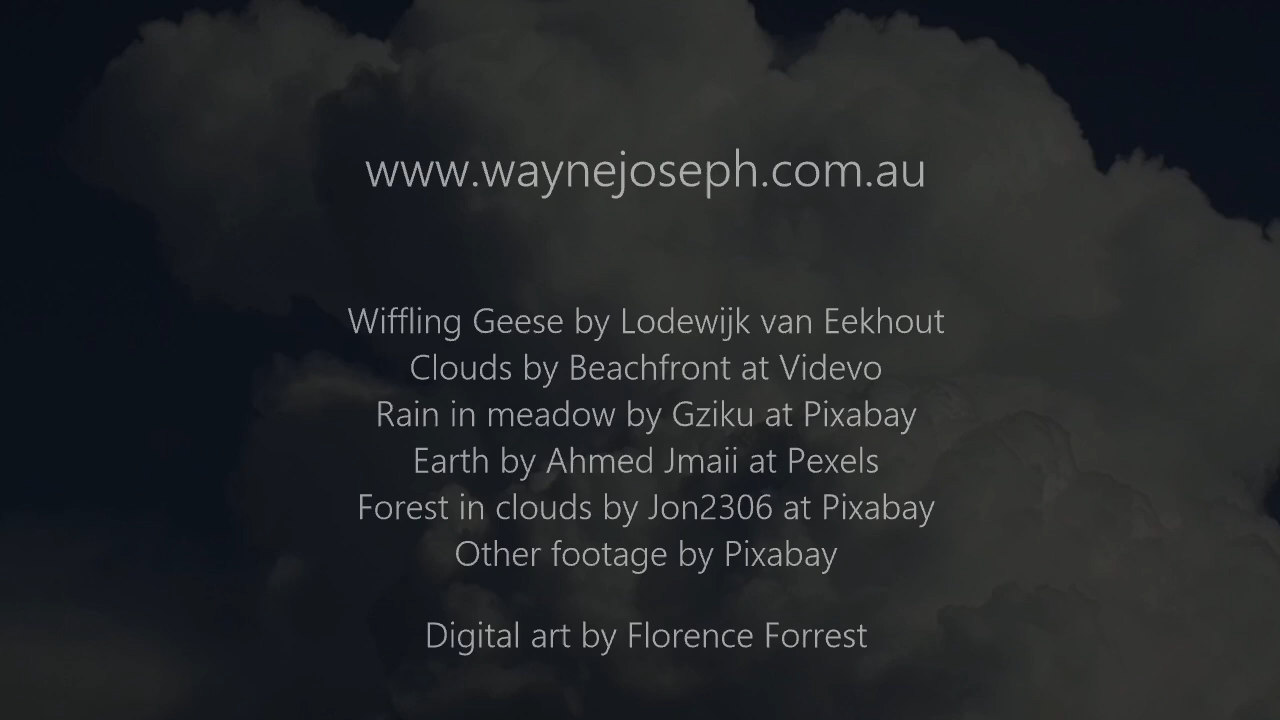 www.waynejoseph.com.au
Wiffling Geese by Lodewijk van Eekhout
Clouds by Beachfront at Videvo
Rain in meadow by Gziku at Pixabay
Earth by Ahmed Jmaii at Pexels
Forest in clouds by Jon2306 at Pixabay
Other footage by Pixabay
Digital art by Florence Forrest